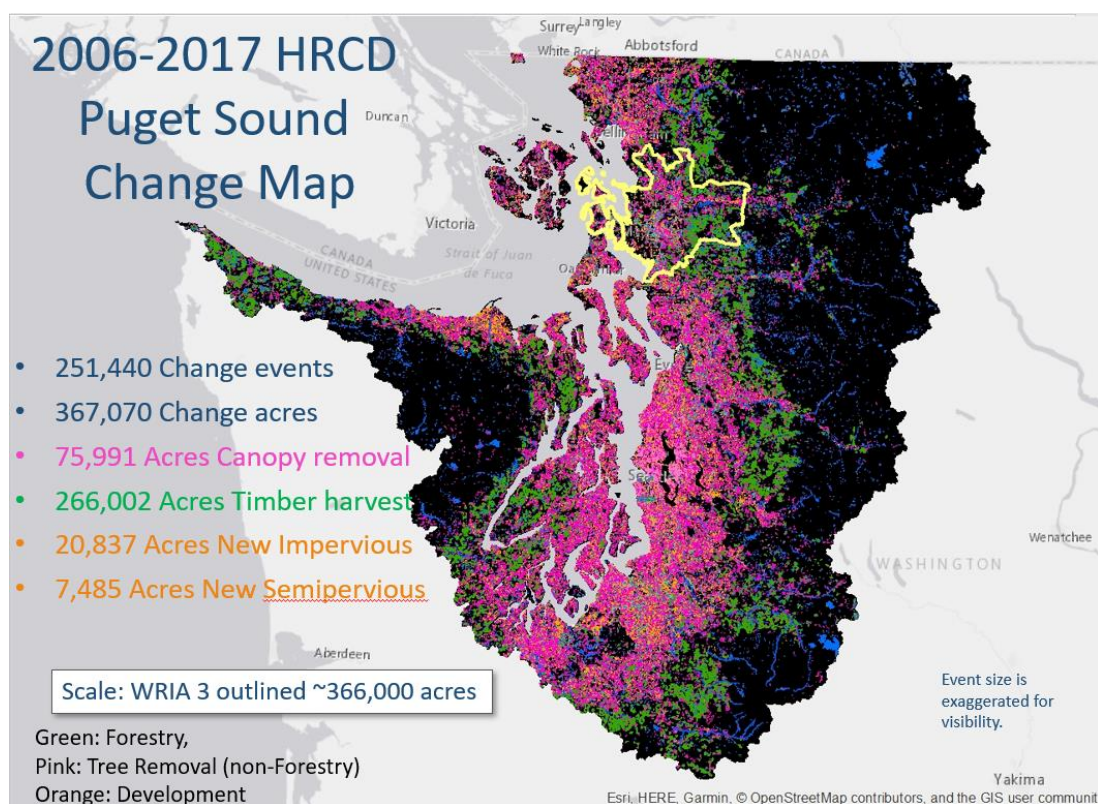 2006-2017 HRCD
Puget Sound
Change Map
• 251,440 Change events
• 367,070 Change acres
• 75,991 Acres Canopy removal
• 266,002 Acres Timber harvest
• 20,837 Acres New Impervious
• 7,485 Acres New Semipervious
Scale: WRIA 3 outlined ~366,000 acres
Green: Forestry,
Pink: Tree Removal (non-Forestry)
Orange: Development
Surrey
Langley
White Rock
Abbotsford
CANADA
Duncan
Victoria
CANADA
UNITED STATES
Strait of Juan
de Fuca
Aberdeen
WASHINGTON
Wenatchee
Event size is
exaggerated for
visibility.
Yakima
Esri, HERE, Garmin, © OpenStreetMap contributors, and the GIS user communit